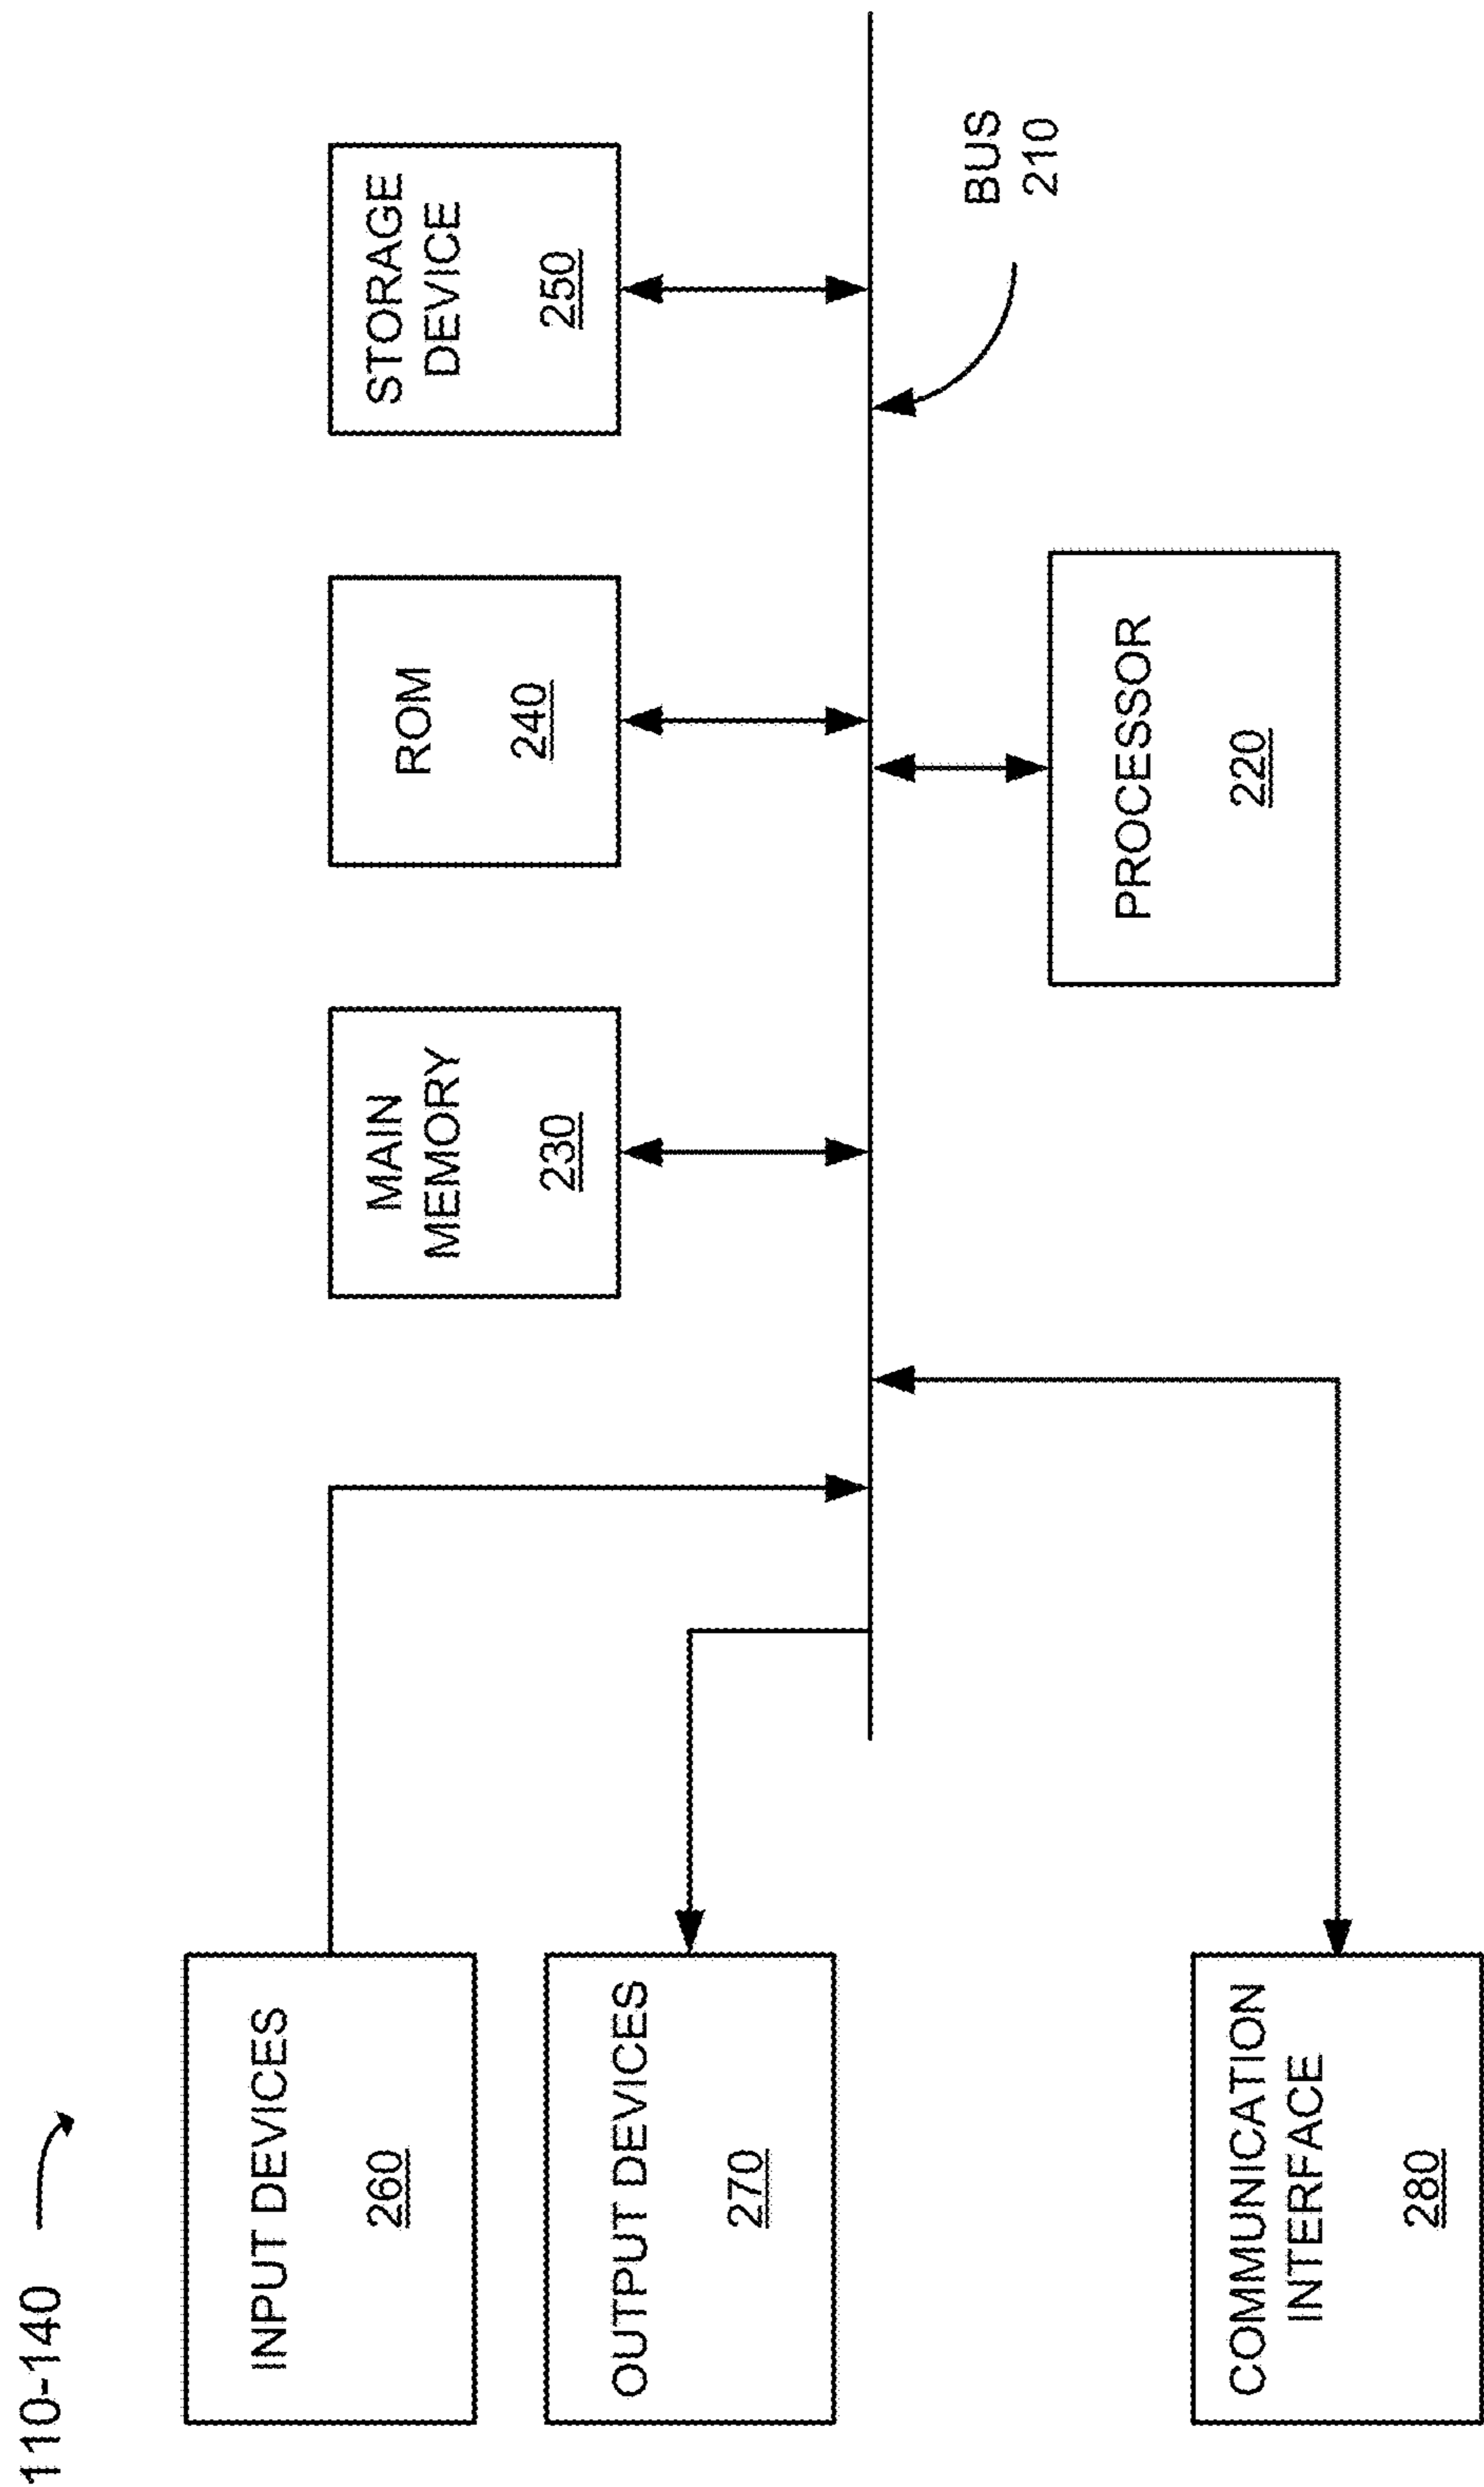 110-140
INPUT DEVICES
260
OUTPUT DEVICES
270
COMMUNICATION
INTERFACE
280
MAIN
MEMORY
230
ROM
240
STORAGE
DEVICE
250
PROCESSOR
220
BUS
210